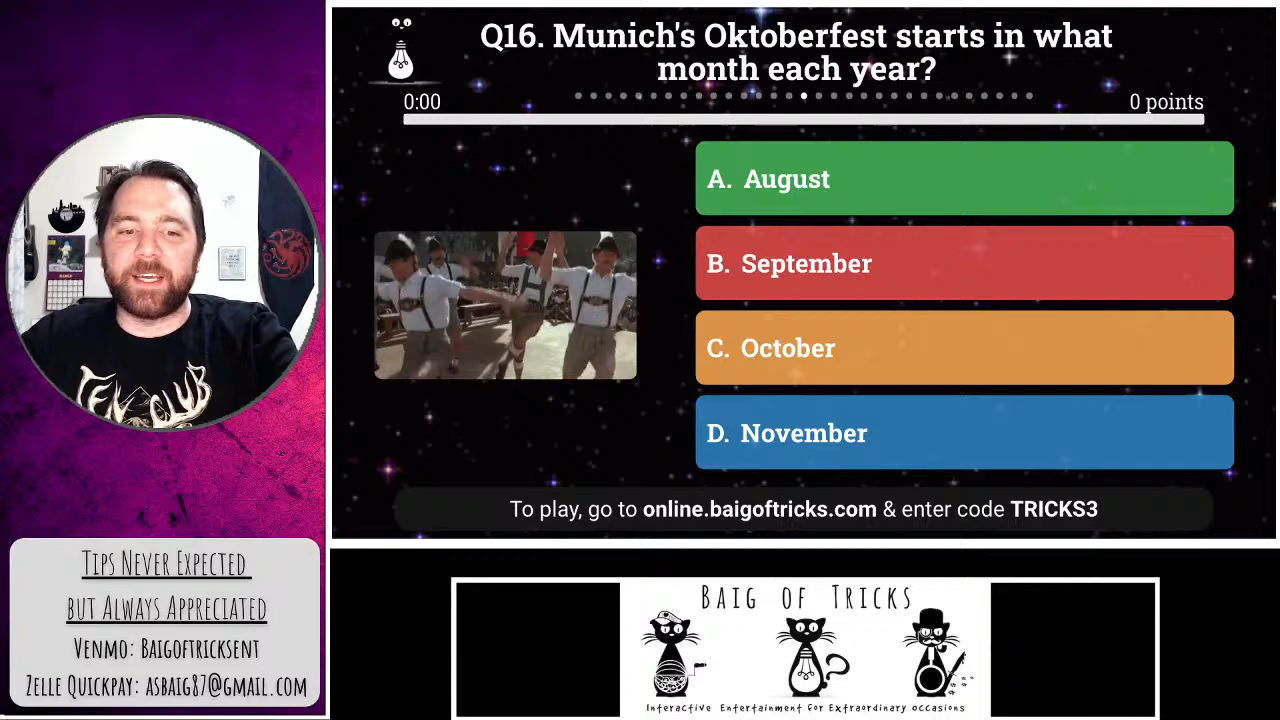 Q16. Munich's Oktoberfest starts in what
month each year?
0:00
0 points
A. August
B. September
C. October
D. November
To play, go to online.baigoftricks.com & enter code TRICKS3
TEN CLUB
Tips Never Expected
but Always Appreciated
Venmo: Baigoftricksent
Zelle Quickpay: asbaig87@gmail.com
Baig of Tricks
Interactive Entertainment for Extraordinary Occasions